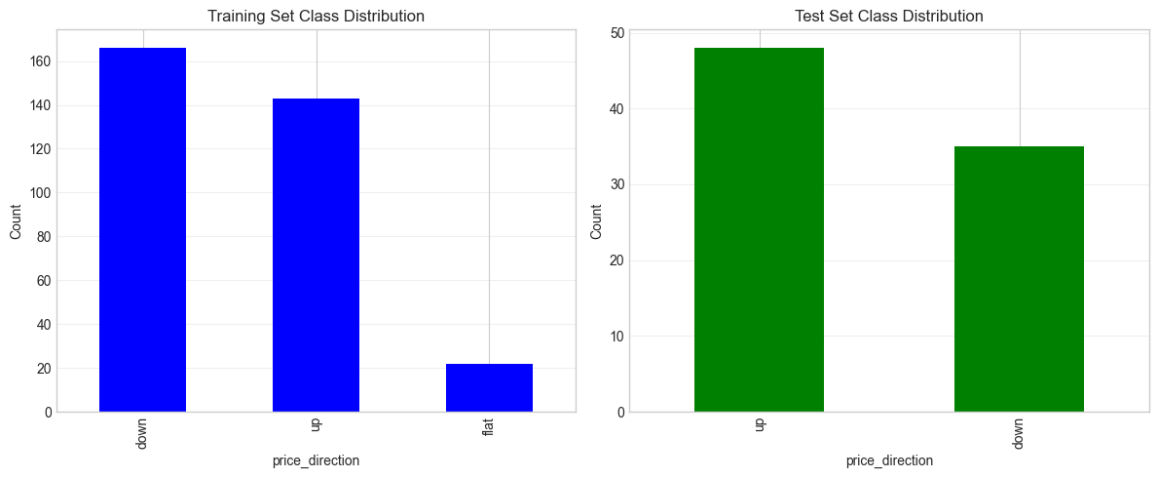 Training Set Class Distribution
160
140
120
100
80
60
40
20
0
Count
down
up
flat
price_direction
Test Set Class Distribution
50
40
30
20
10
0
Count
up
down
price_direction